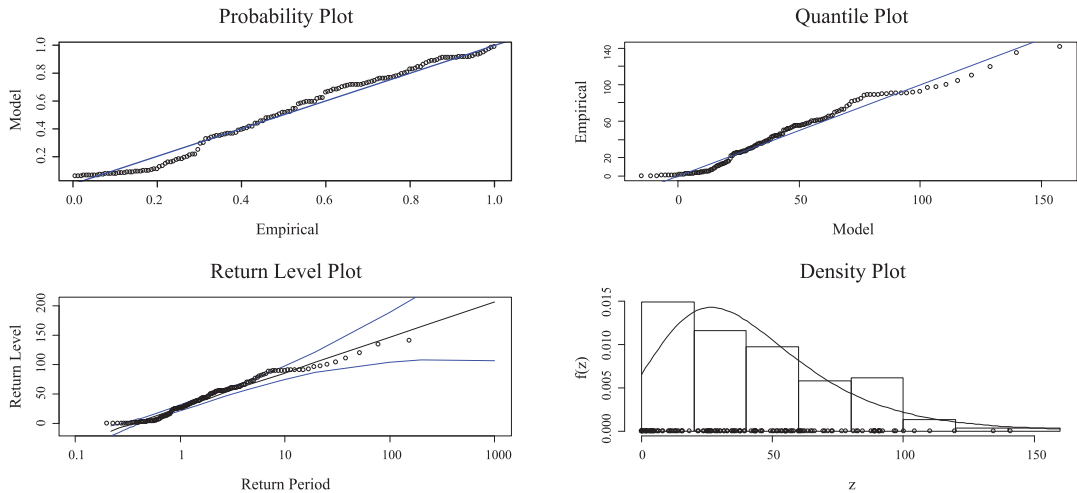 Probability Plot
Model
0.2 0.4 0.6 0.8 1.0
0.0 0.2 0.4 0.6 0.8 1.0
Empirical
Quantile Plot
Empirical
0 20 60 100 140
0 50 100 150
Model
Return Level Plot
Return Level
0 50 100 150 200
0.1 1 10 100 1000
Return Period
Density Plot
f(z)
0.000 0.005 0.010 0.015
0 50 100 150
z